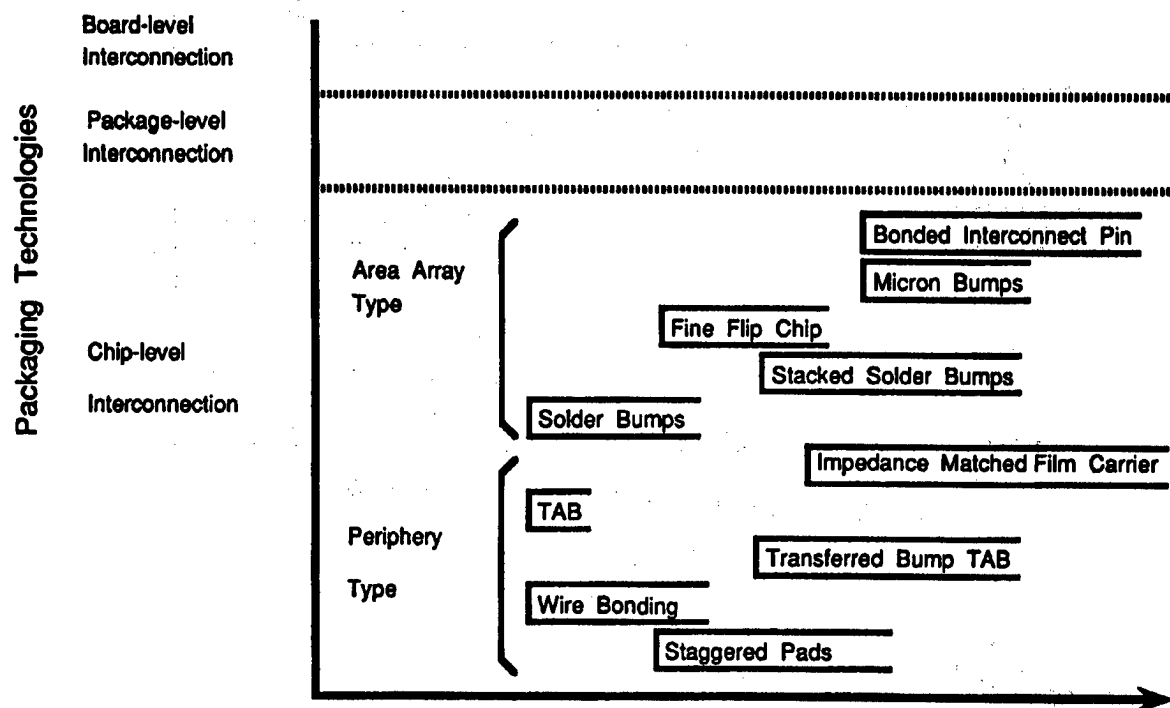 Board-level
Interconnection
Packaging Technologies
Package-level
Interconnection
Area Array
Type
Bonded Interconnect Pin
Micron Bumps
Fine Flip Chip
Chip-level
Interconnection
Stacked Solder Bumps
Solder Bumps
Impedance Matched Film Carrier
TAB
Periphery
Type
Transferred Bump TAB
Wire Bonding
Staggered Pads